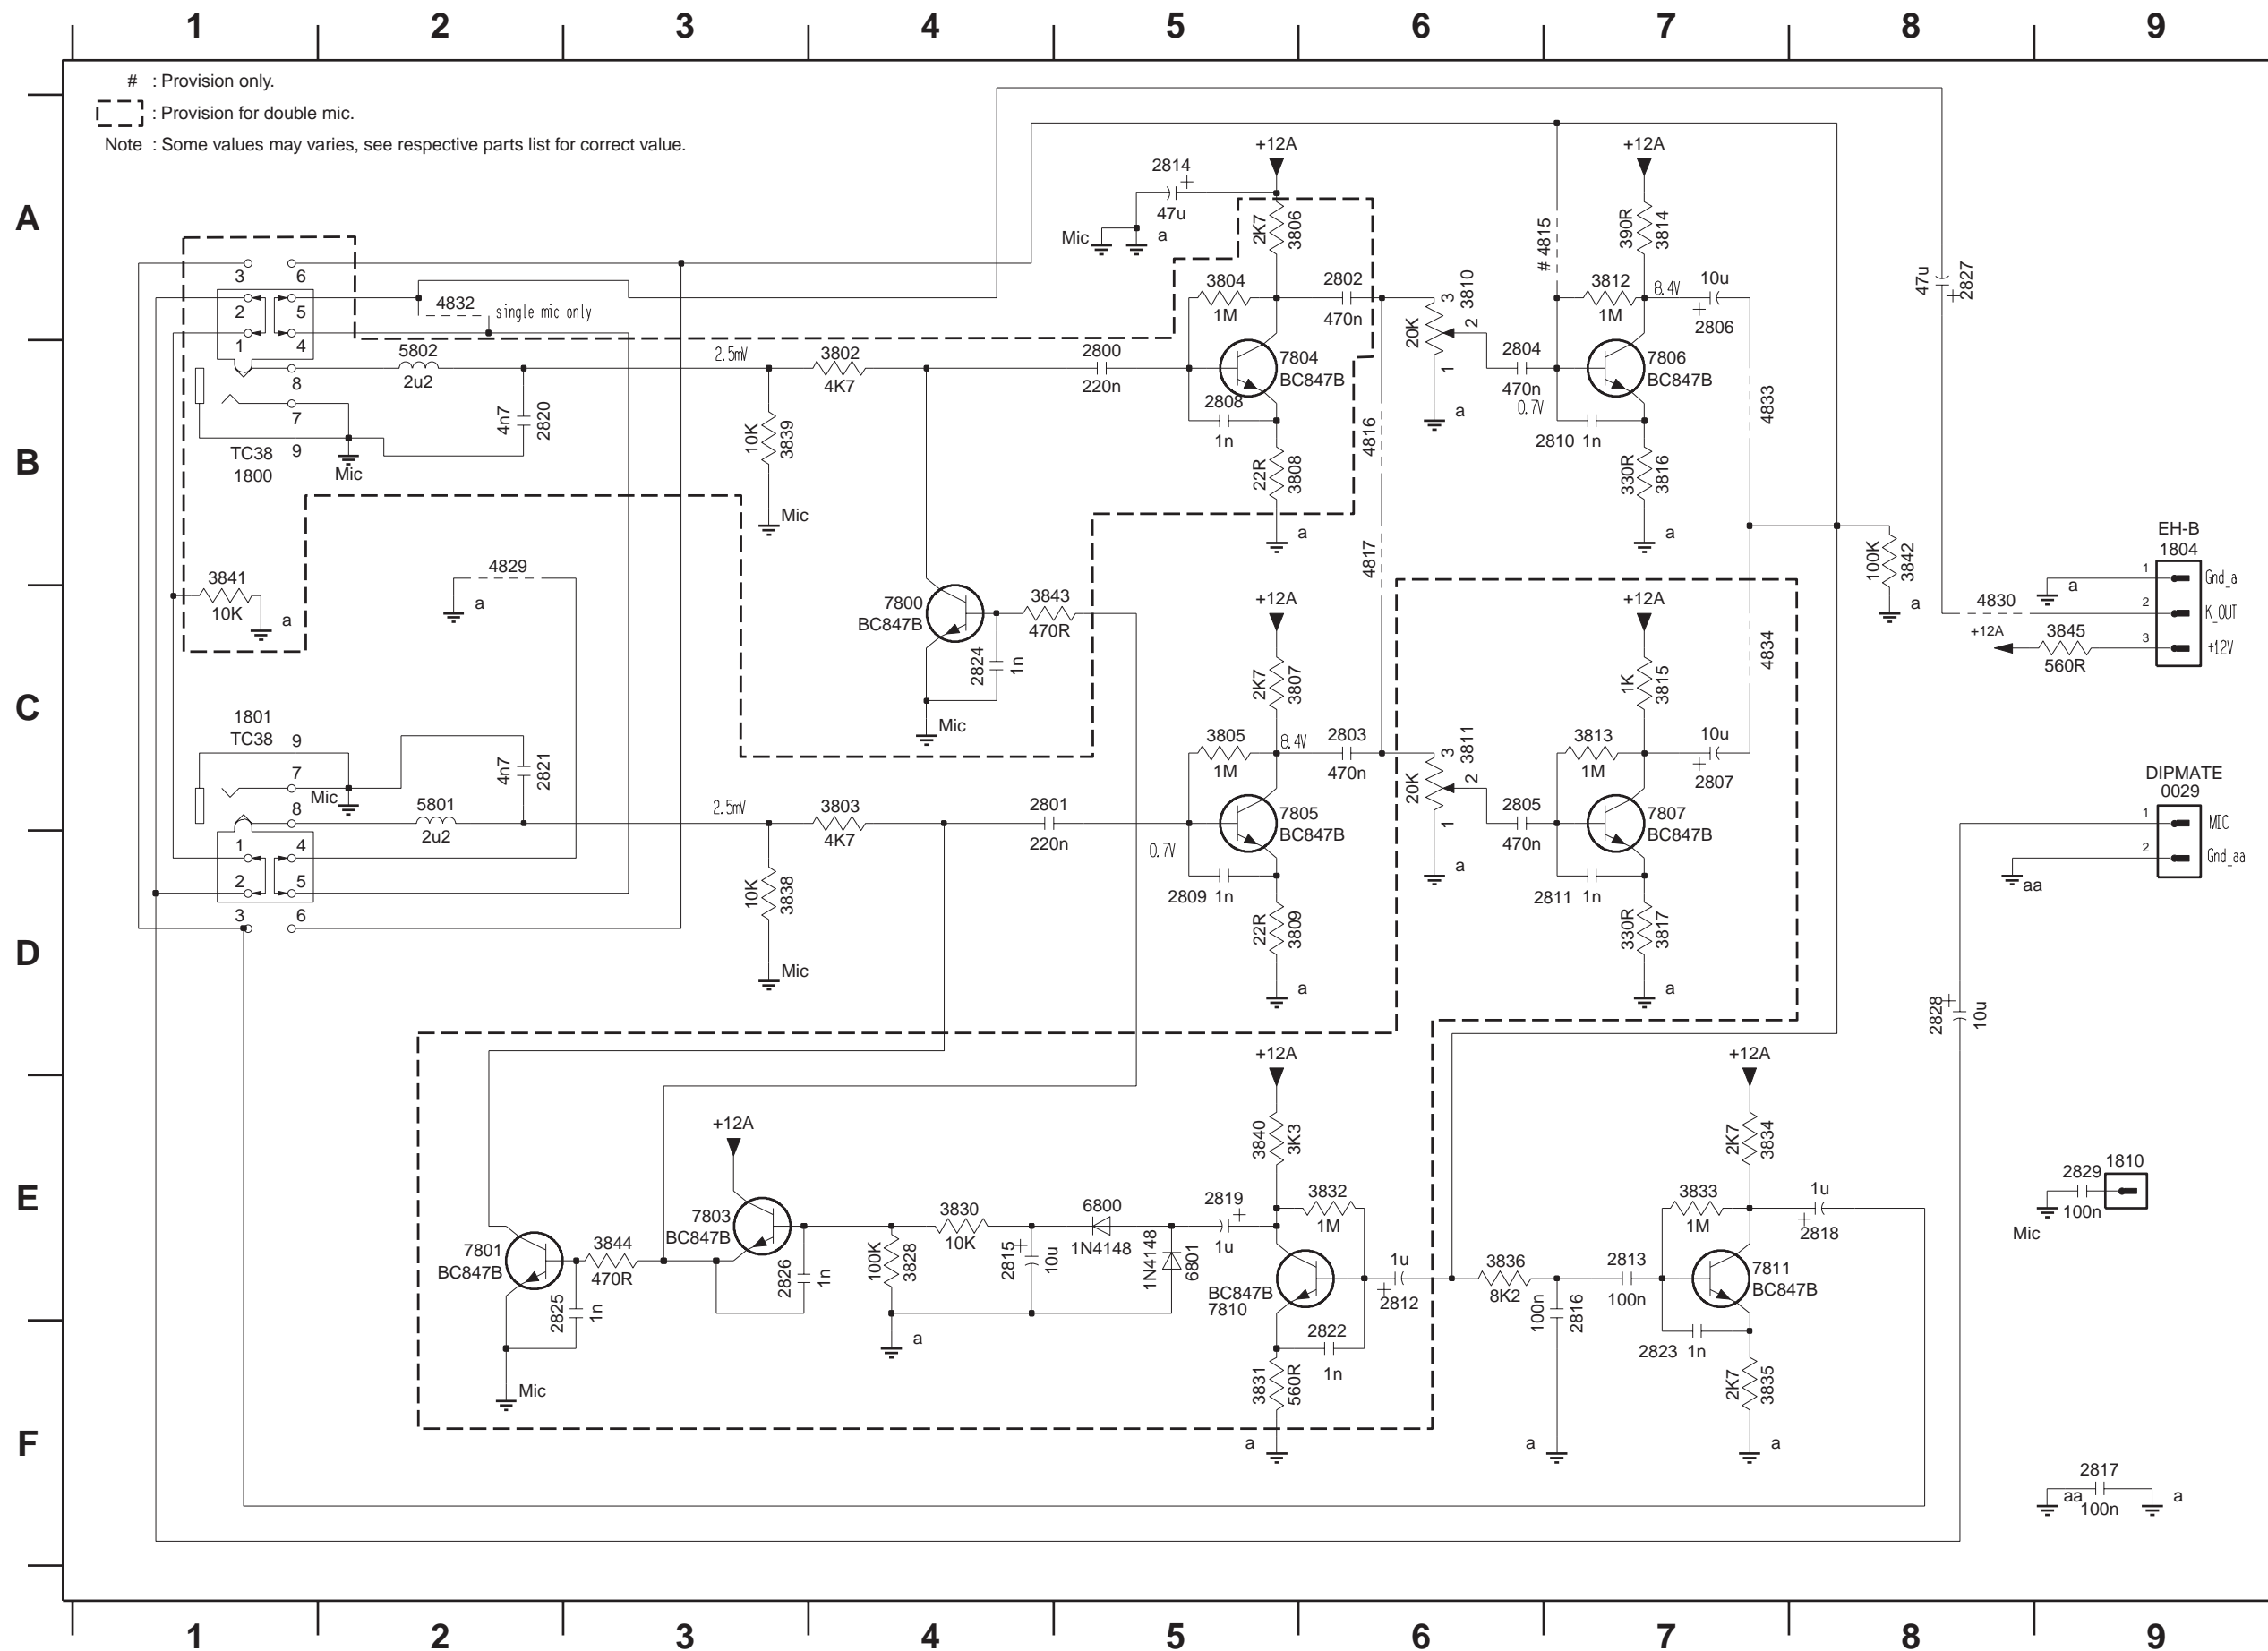 1 2 3 4 5 6 7 8 9
# : Provision only.
: Provision for double mic.
Note : Some values may varies, see respective parts list for correct value.
A
B
C
D
E
F
+12A
2814
47u
Mic
a
2K7
3806
3804
1M
2802
470n
3810
20K
3
2
1
# 4815
+12A
390R
3814
3812
1M
8.4V
10u
2806
47u
2827
3
6
2
5
1
4
8
7
9
TC38
1800
4832
single mic only
5802
2u2
4n7
2820
Mic
2.5mV
10K
3839
Mic
3802
4K7
2800
220n
7804
BC847B
2808
1n
22R
3808
a
4816
4817
a
2804
470n
0.7V
7806
BC847B
2810 1n
330R
3816
a
4833
100K
3842
a
EH-B
1804
1
Gnd_a
2
K_OUT
3
+12V
a
4830
+12A
3845
560R
3841
10K
a
4829
a
7800
BC847B
3843
470R
2824
1n
Mic
+12A
2K7
3807
3805
1M
8.4V
2803
470n
3811
20K
3
2
1
a
+12A
1K
3815
3813
1M
10u
2807
4834
1801
TC38
9
7
8
1
4
2
5
3
6
Mic
4n7
2821
5801
2u2
2.5mV
3803
4K7
10K
3838
Mic
2801
220n
0.7V
7805
BC847B
2809 1n
22R
3809
a
2805
470n
7807
BC847B
2811 1n
330R
3817
a
DIPMATE
0029
1
MIC
2
Gnd_aa
aa
2828
10u
+12A
7801
BC847B
3844
470R
2825
1n
Mic
7803
BC847B
2826
1n
100K
3828
a
3830
10K
2815
10u
6800
1N4148
1N4148
6801
2819
1u
+12A
3840
3K3
3832
1M
BC847B
7810
2822
1n
3831
560R
a
1u
2812
3836
8K2
100n
2816
a
2813
100n
+12A
2K7
3834
3833
1M
1u
2818
7811
BC847B
2823 1n
2K7
3835
a
2829
100n
1810
Mic
2817
100n
aa
a
1 2 3 4 5 6 7 8 9